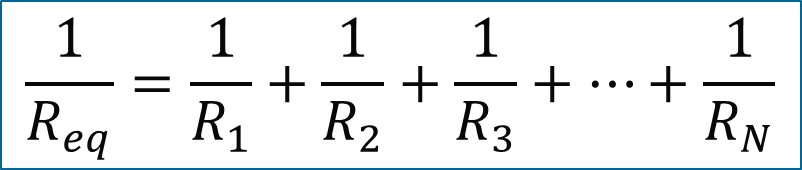 1/R_eq = 1/R_1 + 1/R_2 + 1/R_3 + ⋯ + 1/R_N